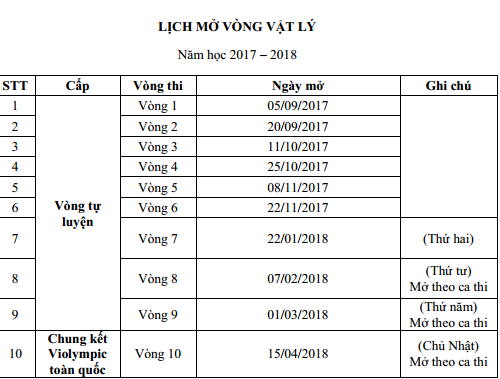 LỊCH MỞ VÒNG VẬT LÝ
Năm học 2017 – 2018
STT Cấp Vòng thi Ngày mở Ghi chú
1 Vòng 1 05/09/2017
2 Vòng 2 20/09/2017
3 Vòng 3 11/10/2017
4 Vòng 4 25/10/2017
5 Vòng 5 08/11/2017
6 Vòng 6 22/11/2017
Vòng tự
luyện
7 Vòng 7 22/01/2018 (Thứ hai)
8 Vòng 8 07/02/2018 (Thứ tư)
Mở theo ca thi
9 Vòng 9 01/03/2018 (Thứ năm)
Mở theo ca thi
10 Chung kết
Violympic
toàn quốc
Vòng 10 15/04/2018 (Chủ Nhật)
Mở theo ca thi